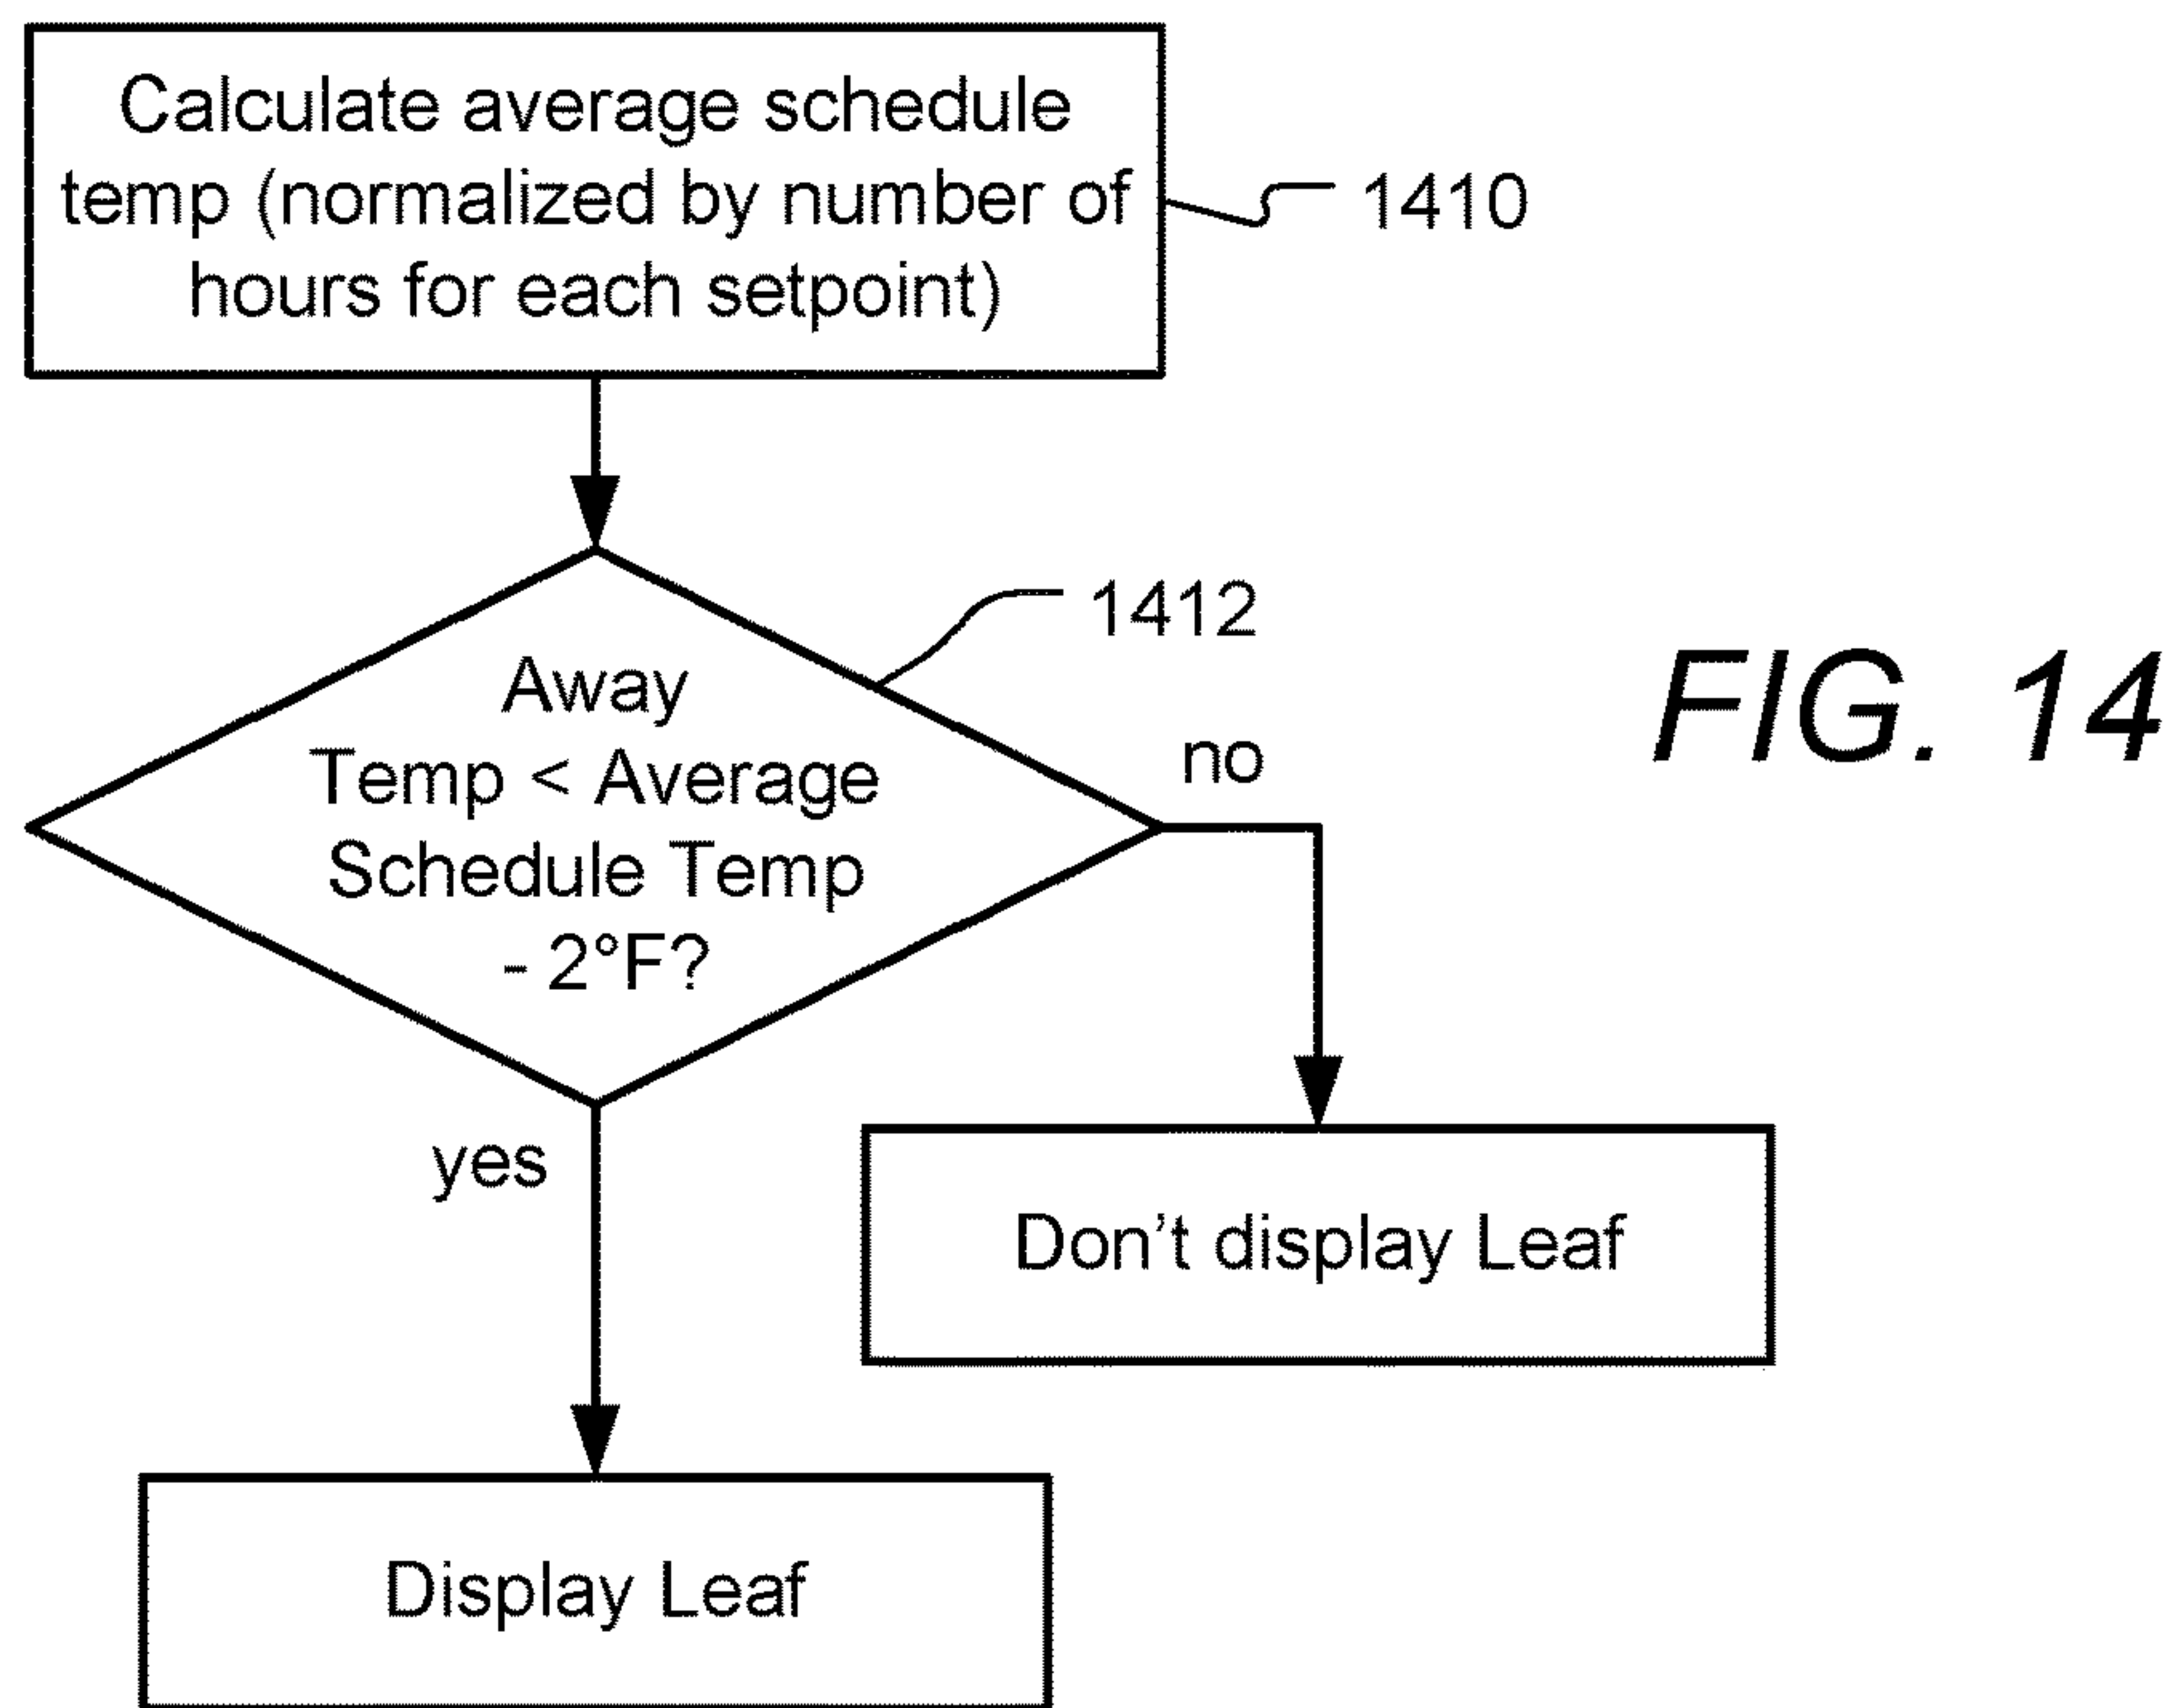 Calculate average schedule
temp (normalized by number of
hours for each setpoint)
1410
1412
Away
Temp < Average
Schedule Temp
- 2°F?
no
FIG. 14
yes
Don't display Leaf
Display Leaf